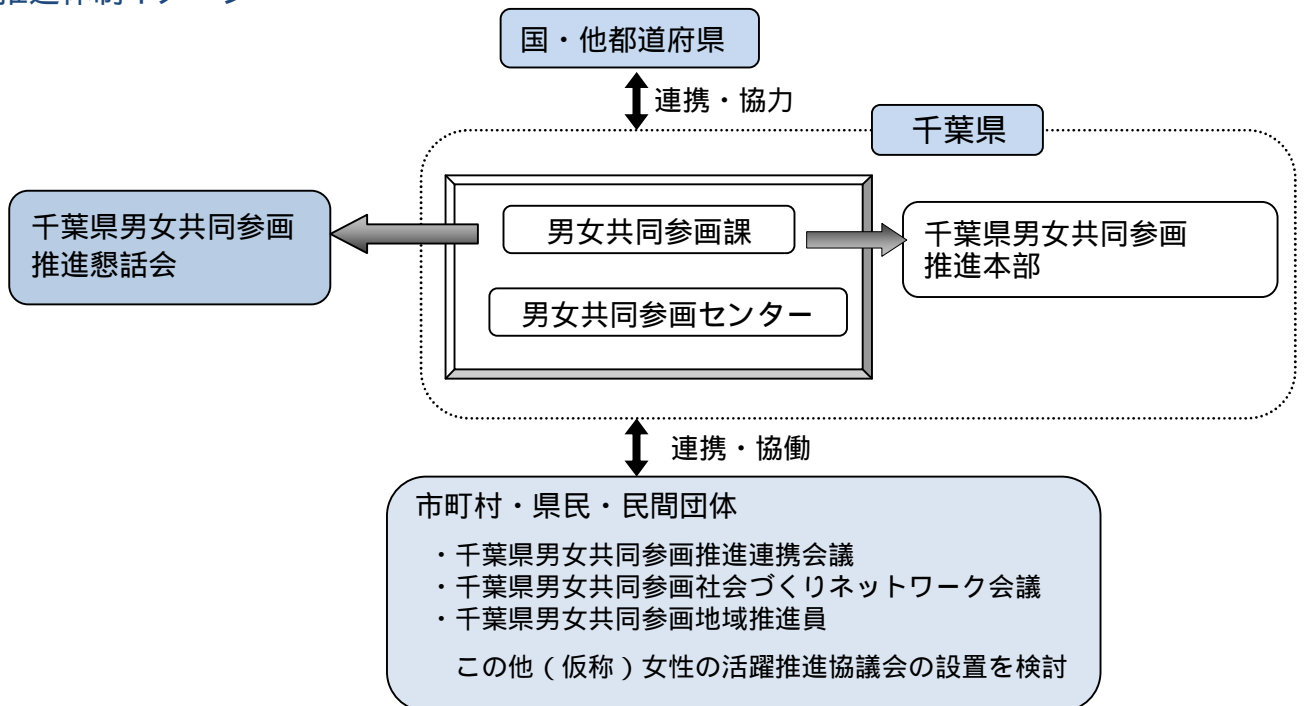 推進体制イメージ
国・他都道府県
連携・協力
千葉県
千葉県男女共同参画
推進懇話会
男女共同参画課
千葉県男女共同参画
推進本部
男女共同参画センター
連携・協働
市町村・県民・民間団体
・千葉県男女共同参画推進連携会議
・千葉県男女共同参画社会づくりネットワーク会議
・千葉県男女共同参画地域推進員
この他（仮称）女性の活躍推進協議会の設置を検討